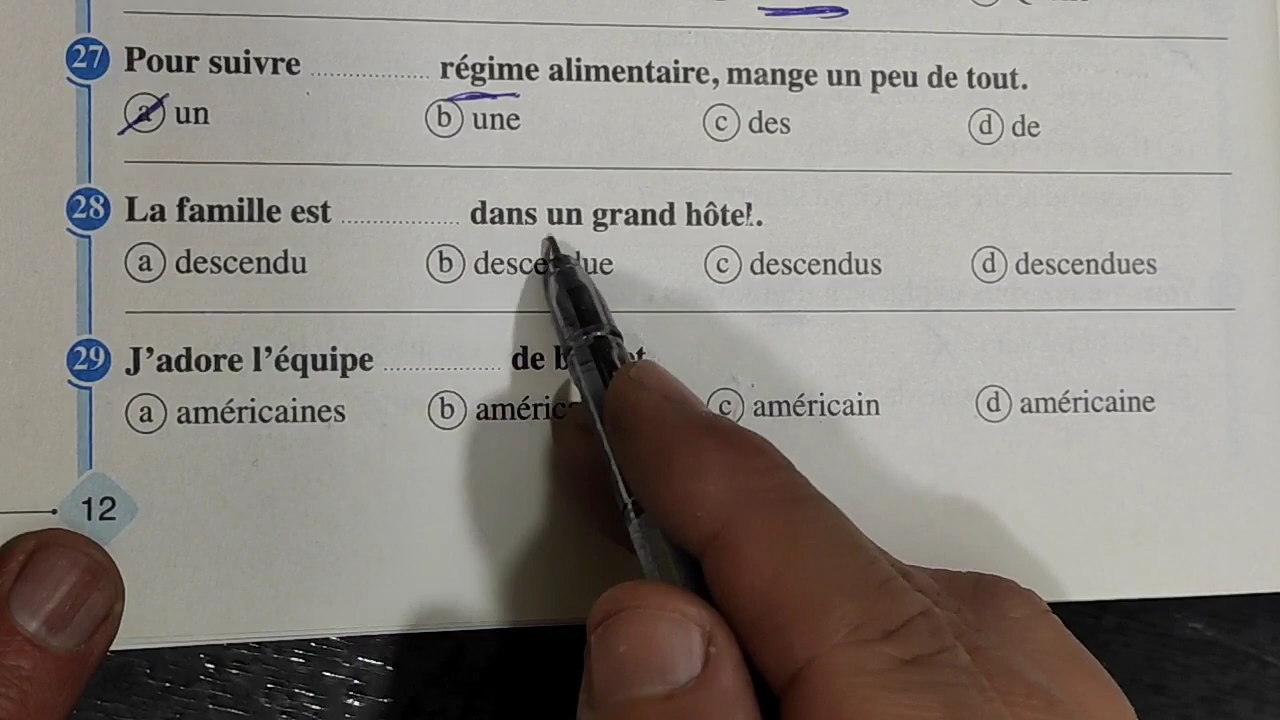 27 Pour suivre .................. régime alimentaire, mange un peu de tout.
a un b une c des d de
28 La famille est .................. dans un grand hôtel.
a descendu b c descendus d descendues
29 J'adore l'équipe .................. de
a américaines b c américain d américaine
12